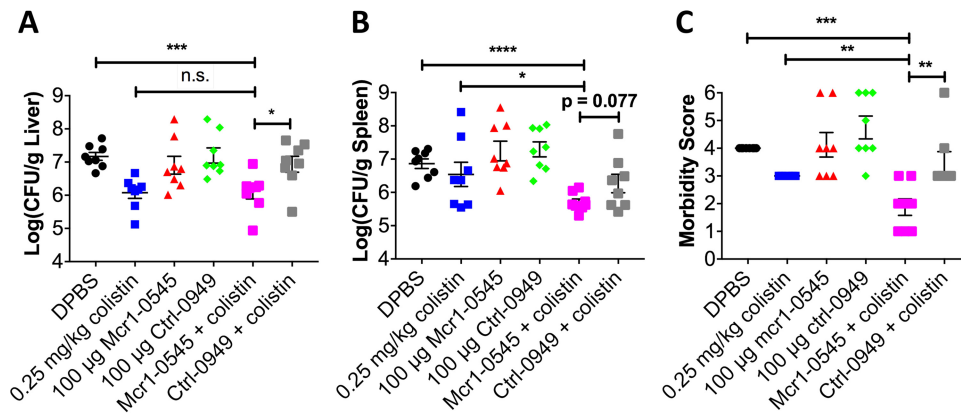 A
Log(CFU/g Liver)
9
8
7
6
5
4
***
n.s.
*
DPBS
0.25 mg/kg colistin
100 µg Mcr1-0545
100 µg Ctrl-0949
Mcr1-0545 + colistin
Ctrl-0949 + colistin
B
Log(CFU/g Spleen)
9
8
7
6
5
4
****
*
p = 0.077
DPBS
0.25 mg/kg colistin
100 µg Mcr1-0545
100 µg Ctrl-0949
Mcr1-0545 + colistin
Ctrl-0949 + colistin
C
Morbidity Score
6
5
4
3
2
1
0
***
**
**
DPBS
0.25 mg/kg colistin
100 µg mcr1-0545
100 µg ctrl-0949
Mcr1-0545 + colistin
Ctrl-0949 + colistin